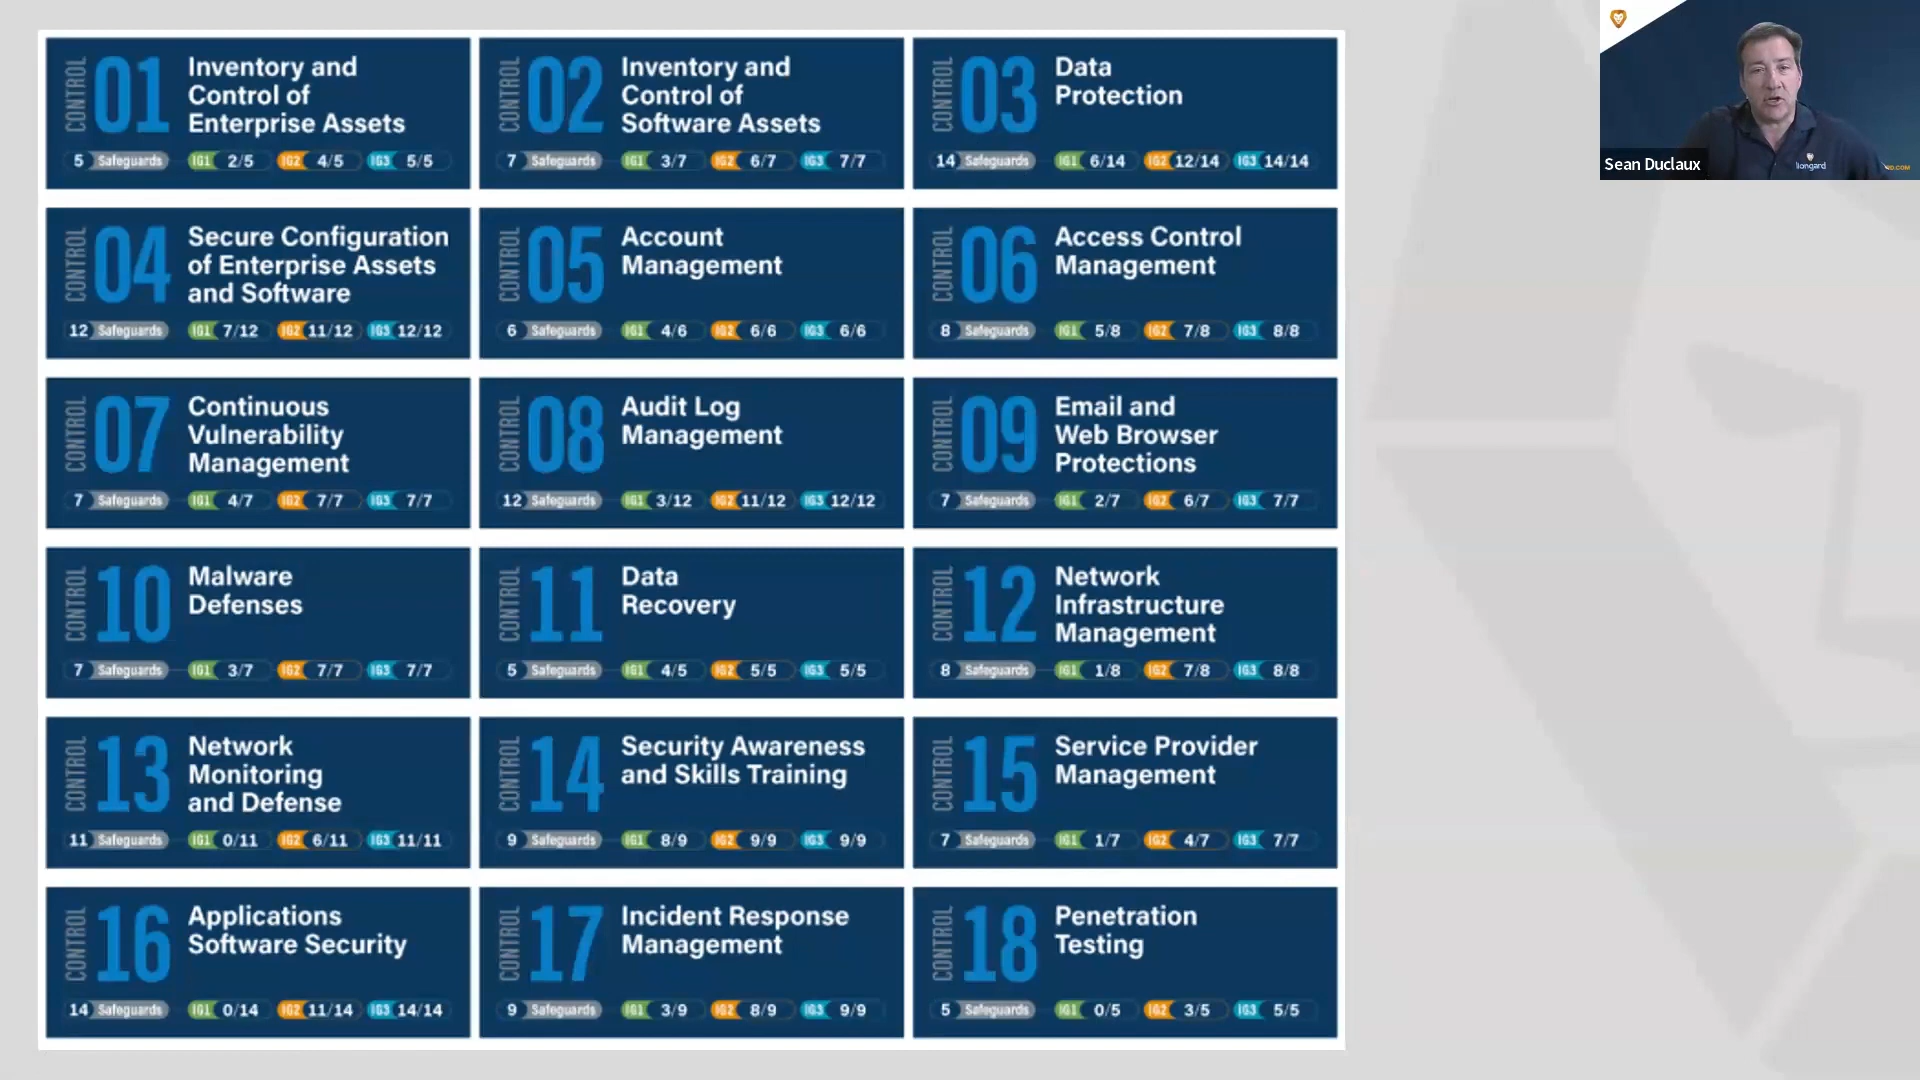 CONTROL
01
Inventory and
Control of
Enterprise Assets
5 Safeguards IG1 2/5 IG2 4/5 IG3 5/5
CONTROL
02
Inventory and
Control of
Software Assets
7 Safeguards IG1 3/7 IG2 6/7 IG3 7/7
CONTROL
03
Data
Protection
14 Safeguards IG1 6/14 IG2 12/14 IG3 14/14
CONTROL
04
Secure Configuration
of Enterprise Assets
and Software
12 Safeguards IG1 7/12 IG2 11/12 IG3 12/12
CONTROL
05
Account
Management
6 Safeguards IG1 4/6 IG2 6/6 IG3 6/6
CONTROL
06
Access Control
Management
8 Safeguards IG1 5/8 IG2 7/8 IG3 8/8
CONTROL
07
Continuous
Vulnerability
Management
7 Safeguards IG1 4/7 IG2 7/7 IG3 7/7
CONTROL
08
Audit Log
Management
12 Safeguards IG1 3/12 IG2 11/12 IG3 12/12
CONTROL
09
Email and
Web Browser
Protections
7 Safeguards IG1 2/7 IG2 6/7 IG3 7/7
CONTROL
10
Malware
Defenses
7 Safeguards IG1 3/7 IG2 7/7 IG3 7/7
CONTROL
11
Data
Recovery
5 Safeguards IG1 4/5 IG2 5/5 IG3 5/5
CONTROL
12
Network
Infrastructure
Management
8 Safeguards IG1 1/8 IG2 7/8 IG3 8/8
CONTROL
13
Network
Monitoring
and Defense
11 Safeguards IG1 0/11 IG2 6/11 IG3 11/11
CONTROL
14
Security Awareness
and Skills Training
9 Safeguards IG1 8/9 IG2 9/9 IG3 9/9
CONTROL
15
Service Provider
Management
7 Safeguards IG1 1/7 IG2 4/7 IG3 7/7
CONTROL
16
Applications
Software Security
14 Safeguards IG1 0/14 IG2 11/14 IG3 14/14
CONTROL
17
Incident Response
Management
9 Safeguards IG1 3/9 IG2 8/9 IG3 9/9
CONTROL
18
Penetration
Testing
5 Safeguards IG1 0/5 IG2 3/5 IG3 5/5
Sean Duclaux
liongard